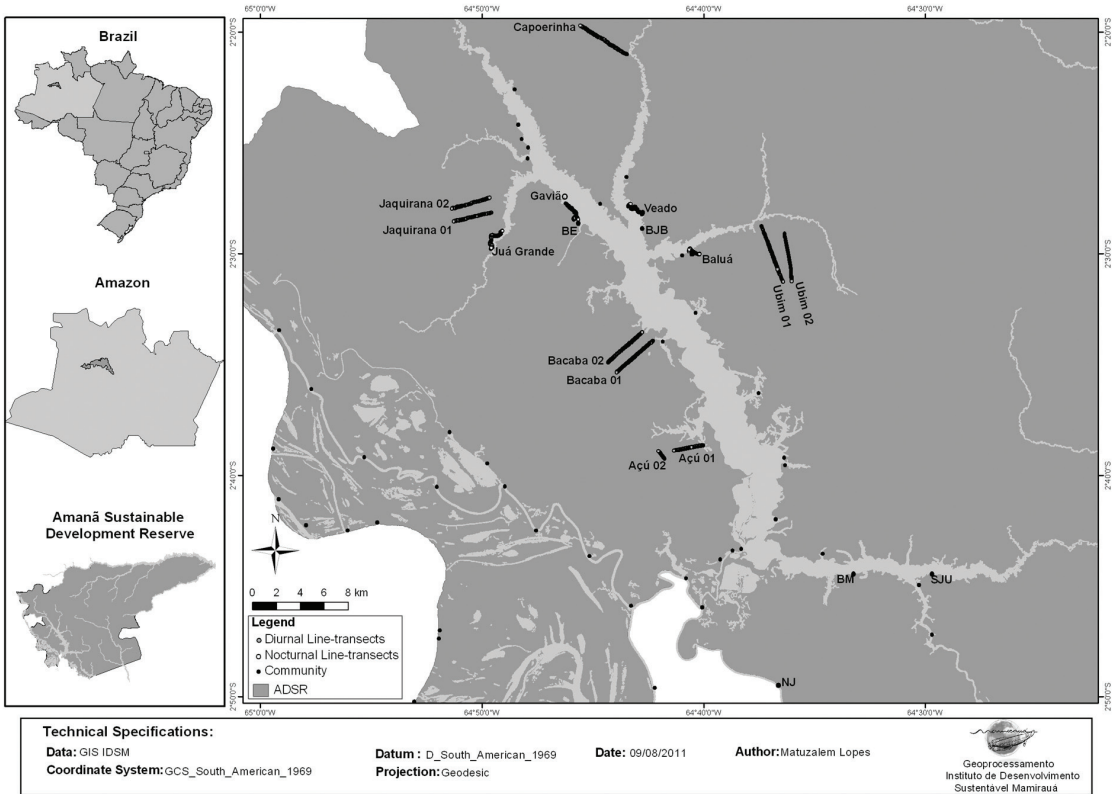 Brazil
Amazon
Amanã Sustainable
Development Reserve
65°0'0"W
64°50'0"W
64°40'0"W
64°30'0"W
2°20'0"S
2°20'0"S
Capoerinha
Jaquirana 02
Jaquirana 01
Gavião
BE
Veado
BJB
Juá Grande
Baluá
2°30'0"S
2°30'0"S
Ubim 01
Ubim 02
Bacaba 02
Bacaba 01
Açú 02
Açú 01
2°40'0"S
2°40'0"S
N
BM
SJU
NJ
0 2 4 6 8 km
Legend
Diurnal Line-transects
Nocturnal Line-transects
Community
ADSR
2°50'0"S
2°50'0"S
65°0'0"W
64°50'0"W
64°40'0"W
64°30'0"W
Technical Specifications:
Data: GIS IDSM
Datum : D_South_American_1969
Date: 09/08/2011
Author: Matuzalem Lopes
Coordinate System: GCS_South_American_1969
Projection: Geodesic
Geoprocessamento
Instituto de Desenvolvimento
Sustentável Mamirauá